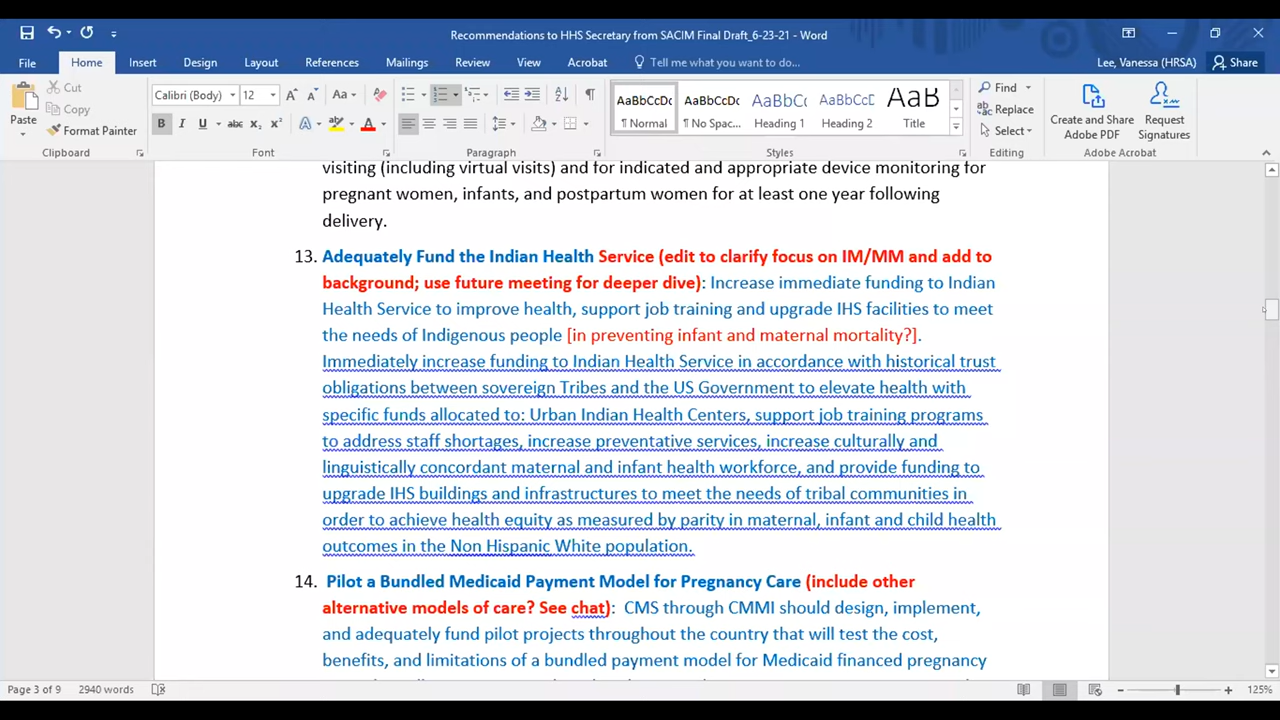 Recommendations to HHS Secretary from SACIM Final Draft_6-23-21 - Word
File Home Insert Design Layout References Mailings Review View Acrobat Tell me what you want to do... Lee, Vanessa (HRSA) Share
Paste Cut Copy Format Painter
Clipboard
Calibri (Body) 12
Font
Paragraph
AaBbCcDc AaBbCcDc AaBbCc AaBbCcD AaB
¶ Normal ¶ No Spac... Heading 1 Heading 2 Title
Styles
Find Replace Select
Editing
Create and Share Adobe PDF Request Signatures
Adobe Acrobat
visiting (including virtual visits) and for indicated and appropriate device monitoring for
pregnant women, infants, and postpartum women for at least one year following
delivery.
13. Adequately Fund the Indian Health Service (edit to clarify focus on IM/MM and add to
background; use future meeting for deeper dive): Increase immediate funding to Indian
Health Service to improve health, support job training and upgrade IHS facilities to meet
the needs of Indigenous people [in preventing infant and maternal mortality?].
Immediately increase funding to Indian Health Service in accordance with historical trust
obligations between sovereign Tribes and the US Government to elevate health with
specific funds allocated to: Urban Indian Health Centers, support job training programs
to address staff shortages, increase preventative services, increase culturally and
linguistically concordant maternal and infant health workforce, and provide funding to
upgrade IHS buildings and infrastructures to meet the needs of tribal communities in
order to achieve health equity as measured by parity in maternal, infant and child health
outcomes in the Non Hispanic White population.
14. Pilot a Bundled Medicaid Payment Model for Pregnancy Care (include other
alternative models of care? See chat): CMS through CMMI should design, implement,
and adequately fund pilot projects throughout the country that will test the cost,
benefits, and limitations of a bundled payment model for Medicaid financed pregnancy
Page 3 of 9 2940 words 125%